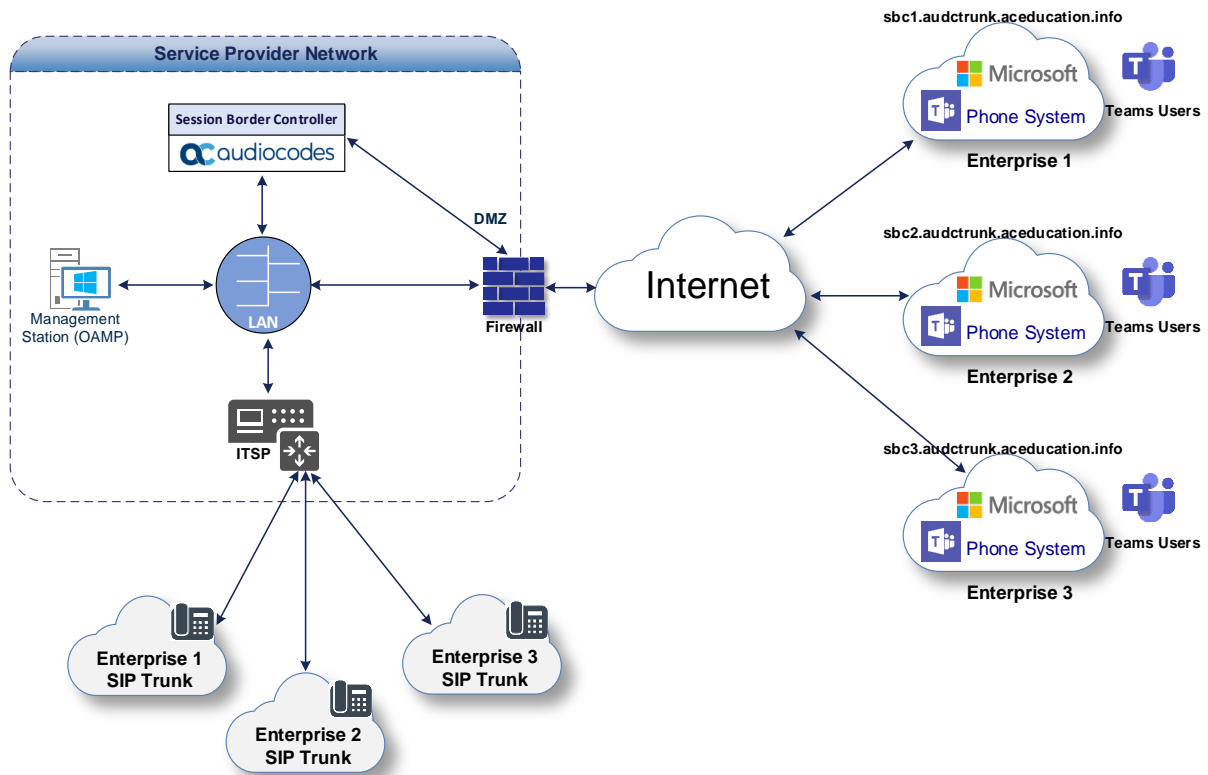 sbc1.audctrunk.aceducation.info
Service Provider Network
Microsoft
Phone System
Teams Users
Enterprise 1
Session Border Controller
audiocodes
DMZ
sbc2.audctrunk.aceducation.info
Internet
Microsoft
Phone System
Teams Users
Enterprise 2
LAN
Management
Station (OAMP)
Firewall
ITSP
sbc3.audctrunk.aceducation.info
Microsoft
Phone System
Teams Users
Enterprise 3
Enterprise 1
SIP Trunk
Enterprise 3
SIP Trunk
Enterprise 2
SIP Trunk